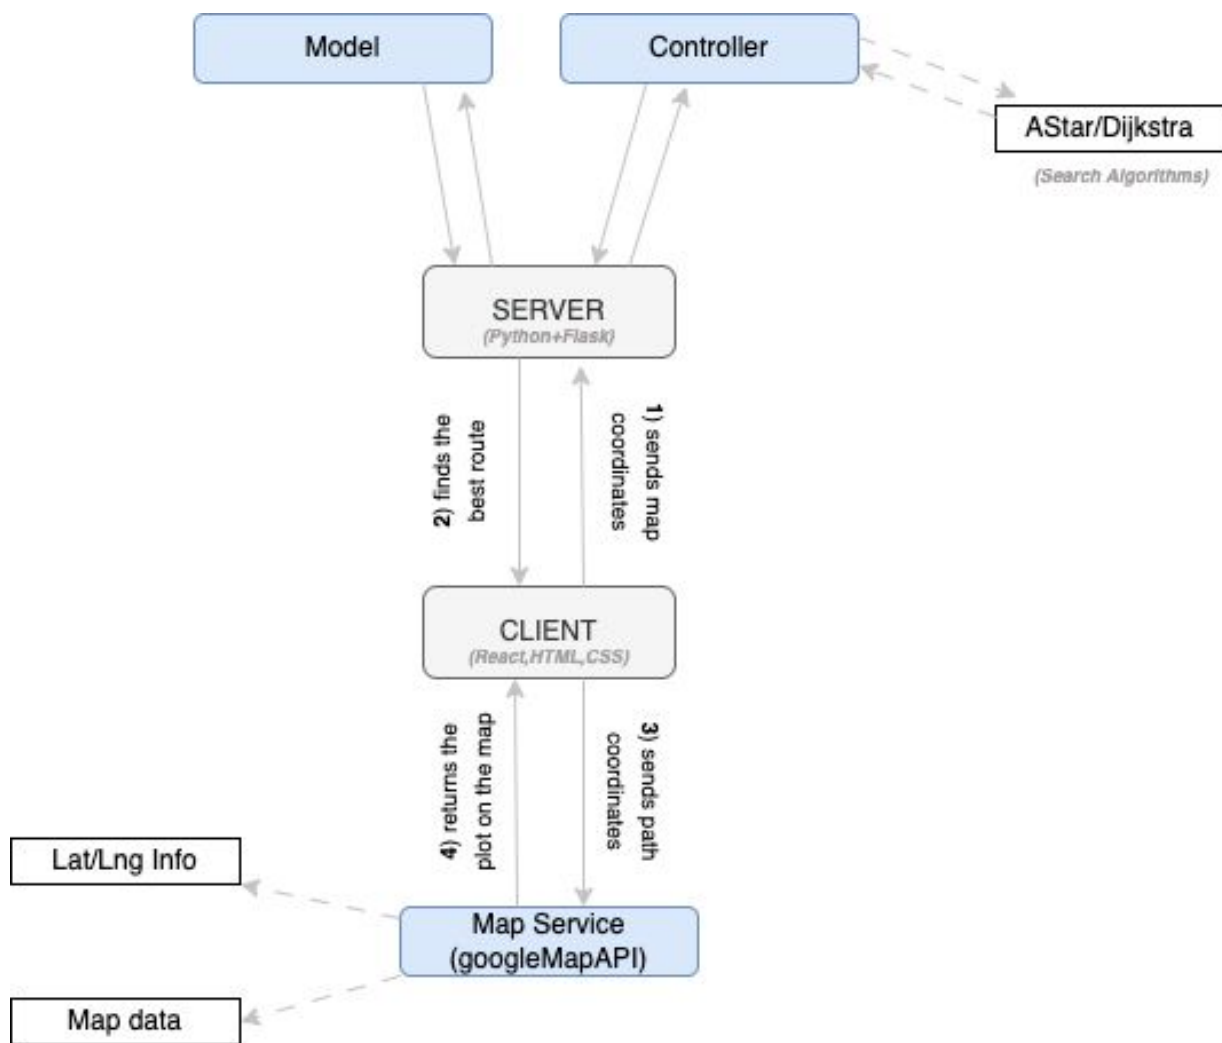 Model
Controller
AStar/Dijkstra
(Search Algorithms)
SERVER
(Python+Flask)
2) finds the
best route
1) sends map
coordinates
CLIENT
(React,HTML,CSS)
4) returns the
plot on the map
3) sends path
coordinates
Lat/Lng Info
Map Service
(googleMapAPI)
Map data